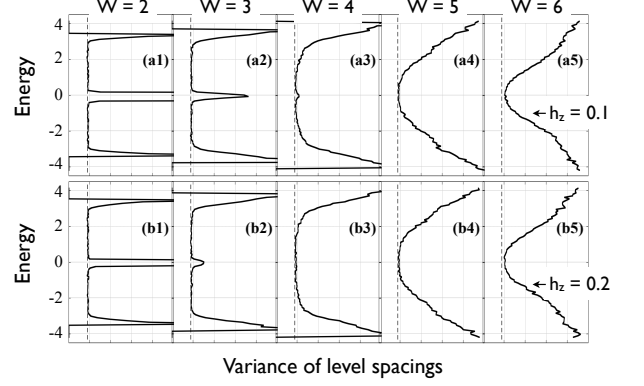 W = 2 W = 3 W = 4 W = 5 W = 6
4
2
0
-2
-4
Energy
(a1) (a2) (a3) (a4) (a5)
h_z = 0.1
4
2
0
-2
-4
Energy
(b1) (b2) (b3) (b4) (b5)
h_z = 0.2
Variance of level spacings